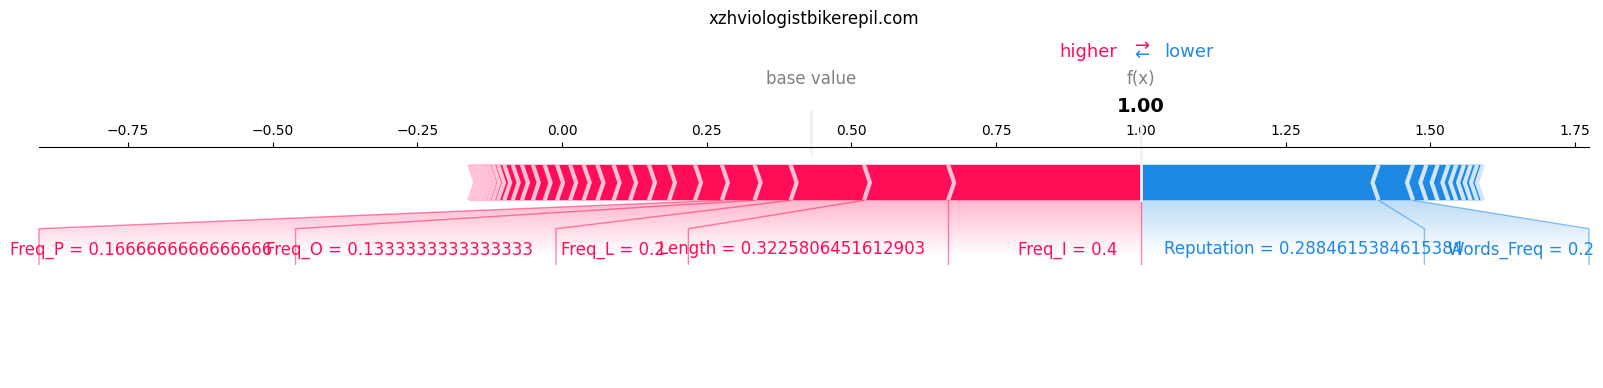 xzhviologistbikerepil.com
higher ⇄ lower
base value f(x)
1.00
−0.75 −0.50 −0.25 0.00 0.25 0.50 0.75 1.00 1.25 1.50 1.75
Freq_P = 0.1666666666666666 Freq_O = 0.1333333333333333 Freq_L = 0.2 Length = 0.3225806451612903 Freq_I = 0.4 Reputation = 0.2884615384615384 Words_Freq = 0.2